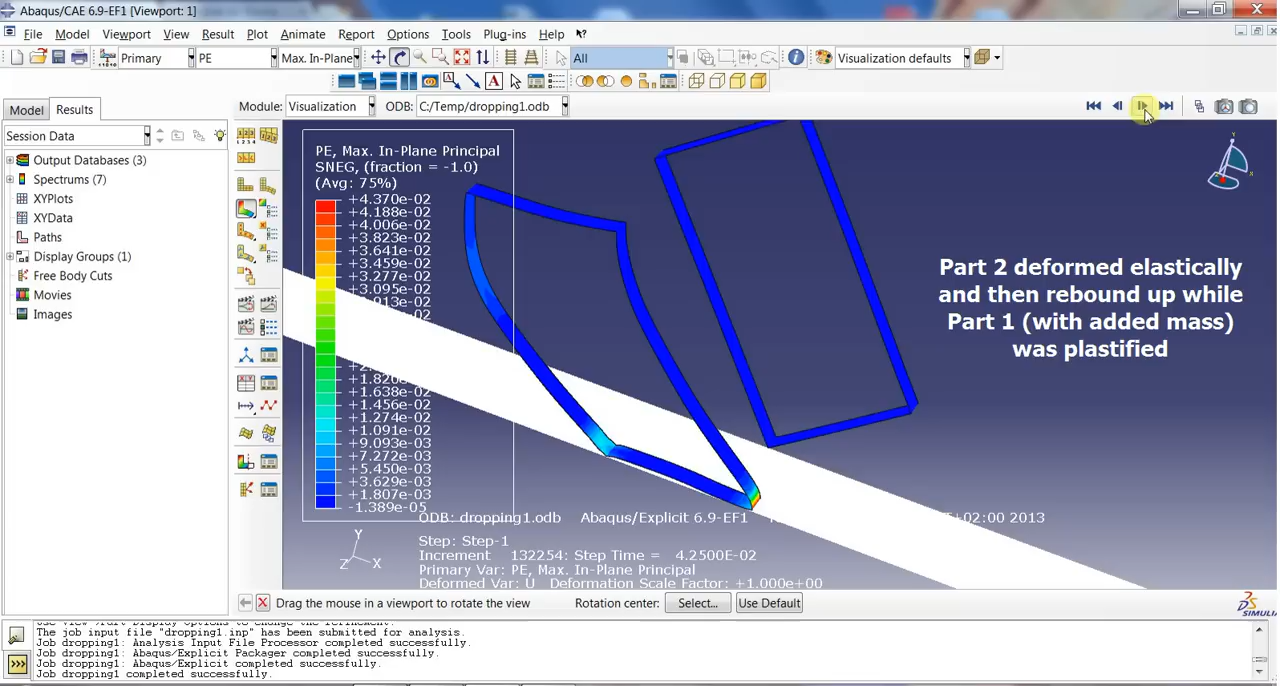 Abaqus/CAE 6.9-EF1 [Viewport: 1]
File Model Viewport View Result Plot Animate Report Options Tools Plug-ins Help
Primary PE Max. In-Plane All Visualization defaults
Model Results Module: Visualization ODB: C:/Temp/dropping1.odb
Session Data
Output Databases (3)
Spectrums (7)
XYPlots
XYData
Paths
Display Groups (1)
Free Body Cuts
Movies
Images
PE, Max. In-Plane Principal
SNEG, (fraction = -1.0)
(Avg: 75%)
+4.370e-02
+4.188e-02
+4.006e-02
+3.823e-02
+3.641e-02
+3.459e-02
+3.277e-02
+3.095e-02
+1.638e-02
+1.456e-02
+1.274e-02
+1.091e-02
+9.093e-03
+7.272e-03
+5.450e-03
+3.629e-03
+1.807e-03
-1.389e-05
Part 2 deformed elastically
and then rebound up while
Part 1 (with added mass)
was plastified
ODB: dropping1.odb Abaqus/Explicit 6.9-EF1 2013
Step: Step-1
Increment 132254: Step Time = 4.2500E-02
Primary Var: PE, Max. In-Plane Principal
Deformed Var: U Deformation Scale Factor: +1.000e+00
Y
Z X
Drag the mouse in a viewport to rotate the view Rotation center: Select... Use Default
The job input file "dropping1.inp" has been submitted for analysis.
Job dropping1: Analysis Input File Processor completed successfully.
Job dropping1: Abaqus/Explicit Packager completed successfully.
Job dropping1: Abaqus/Explicit completed successfully.
Job dropping1 completed successfully.